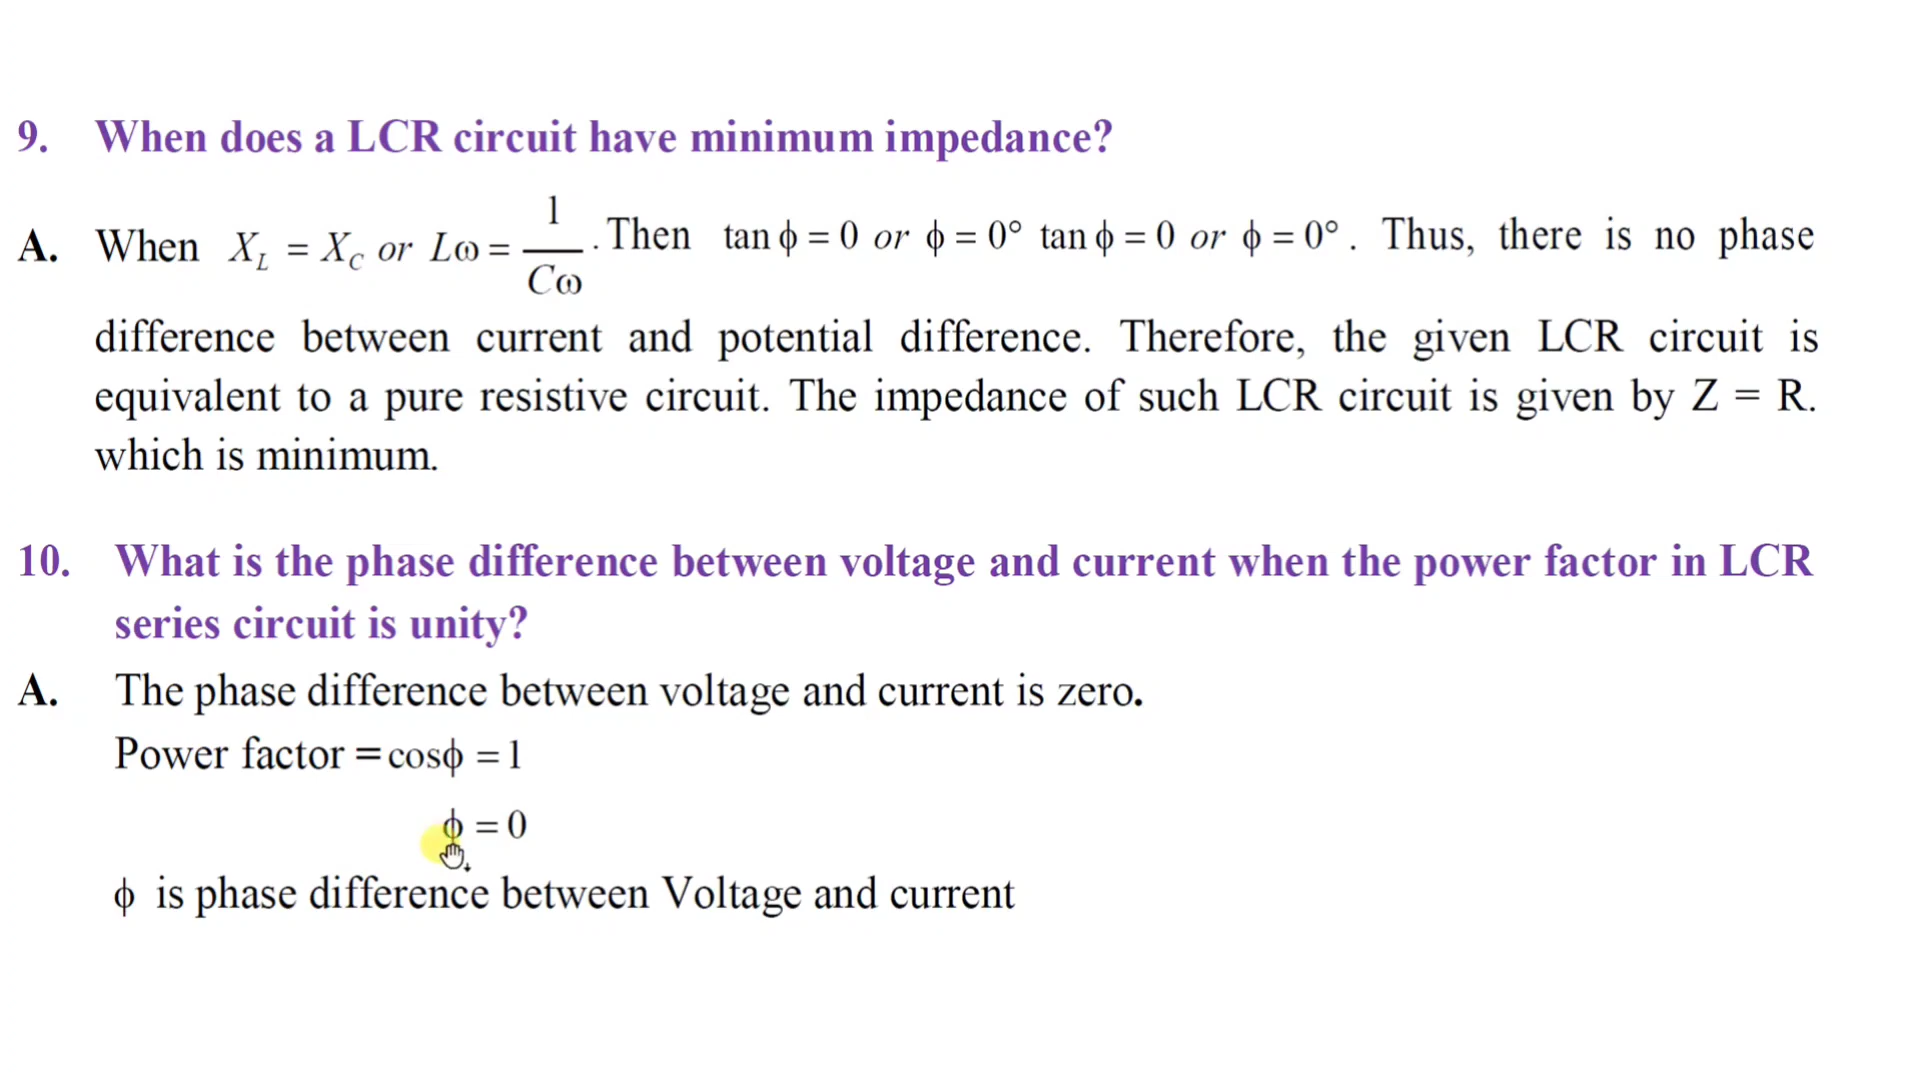 9. When does a LCR circuit have minimum impedance?
A. When X_L = X_C or Lω = 1/Cω. Then tan ϕ = 0 or ϕ = 0° tan ϕ = 0 or ϕ = 0°. Thus, there is no phase
difference between current and potential difference. Therefore, the given LCR circuit is
equivalent to a pure resistive circuit. The impedance of such LCR circuit is given by Z = R.
which is minimum.
10. What is the phase difference between voltage and current when the power factor in LCR
series circuit is unity?
A. The phase difference between voltage and current is zero.
Power factor = cosϕ = 1
ϕ = 0
ϕ is phase difference between Voltage and current